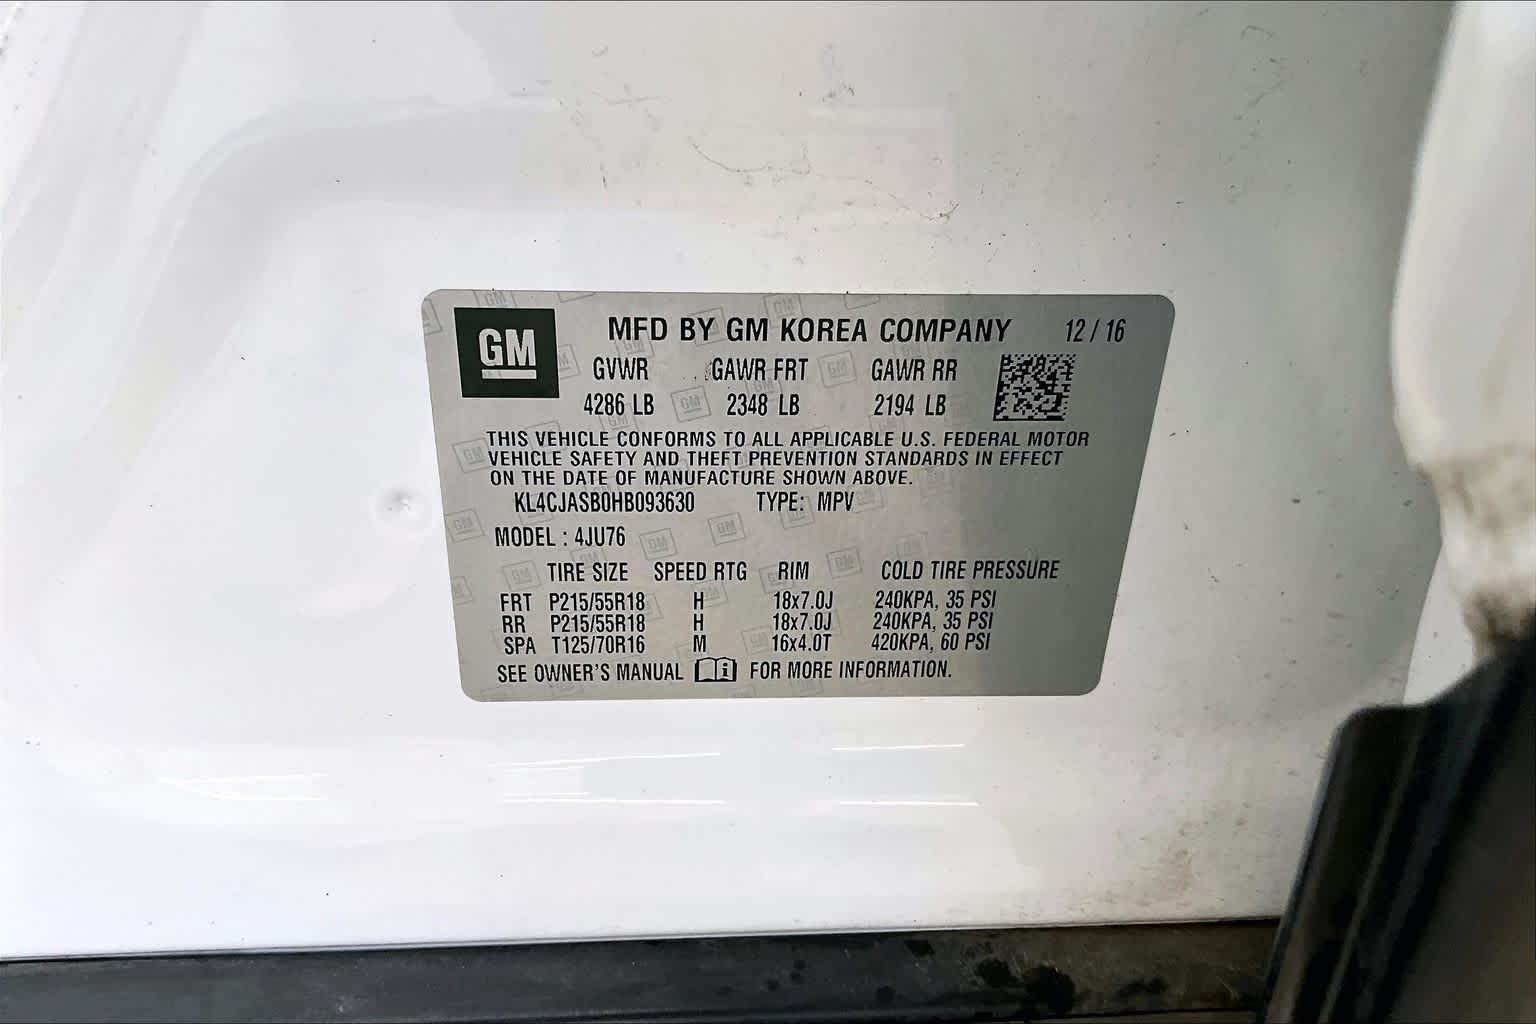 GM MFD BY GM KOREA COMPANY 12 / 16
GVWR GAWR FRT GAWR RR
4286 LB 2348 LB 2194 LB
THIS VEHICLE CONFORMS TO ALL APPLICABLE U.S. FEDERAL MOTOR
VEHICLE SAFETY AND THEFT PREVENTION STANDARDS IN EFFECT
ON THE DATE OF MANUFACTURE SHOWN ABOVE.
KL4CJASB0HB093630 TYPE: MPV
MODEL : 4JU76
TIRE SIZE SPEED RTG RIM COLD TIRE PRESSURE
FRT P215/55R18 H 18x7.0J 240KPA, 35 PSI
RR P215/55R18 H 18x7.0J 240KPA, 35 PSI
SPA T125/70R16 M 16x4.0T 420KPA, 60 PSI
SEE OWNER'S MANUAL i FOR MORE INFORMATION.